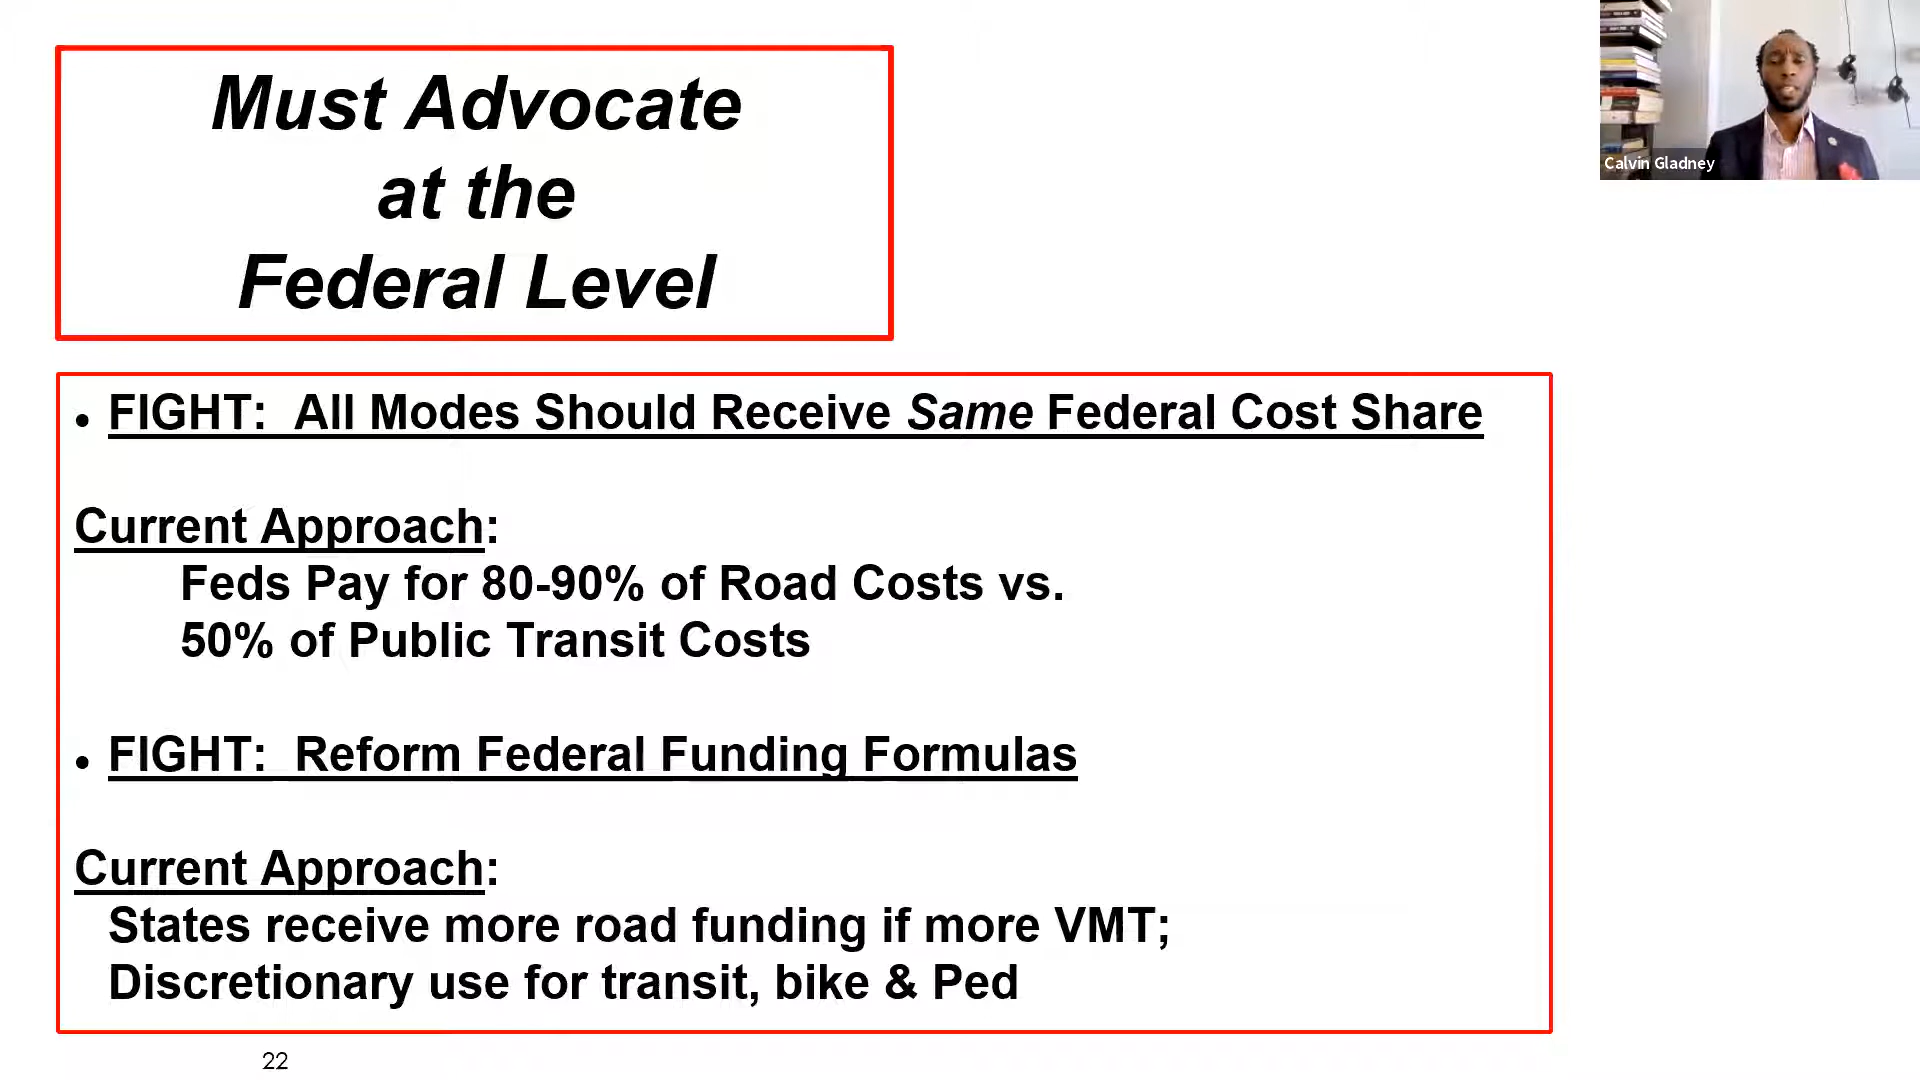 Must Advocate
at the
Federal Level
Calvin Gladney
• FIGHT:  All Modes Should Receive Same Federal Cost Share
Current Approach:
Feds Pay for 80-90% of Road Costs vs.
50% of Public Transit Costs
• FIGHT:  Reform Federal Funding Formulas
Current Approach:
States receive more road funding if more VMT;
Discretionary use for transit, bike & Ped
22